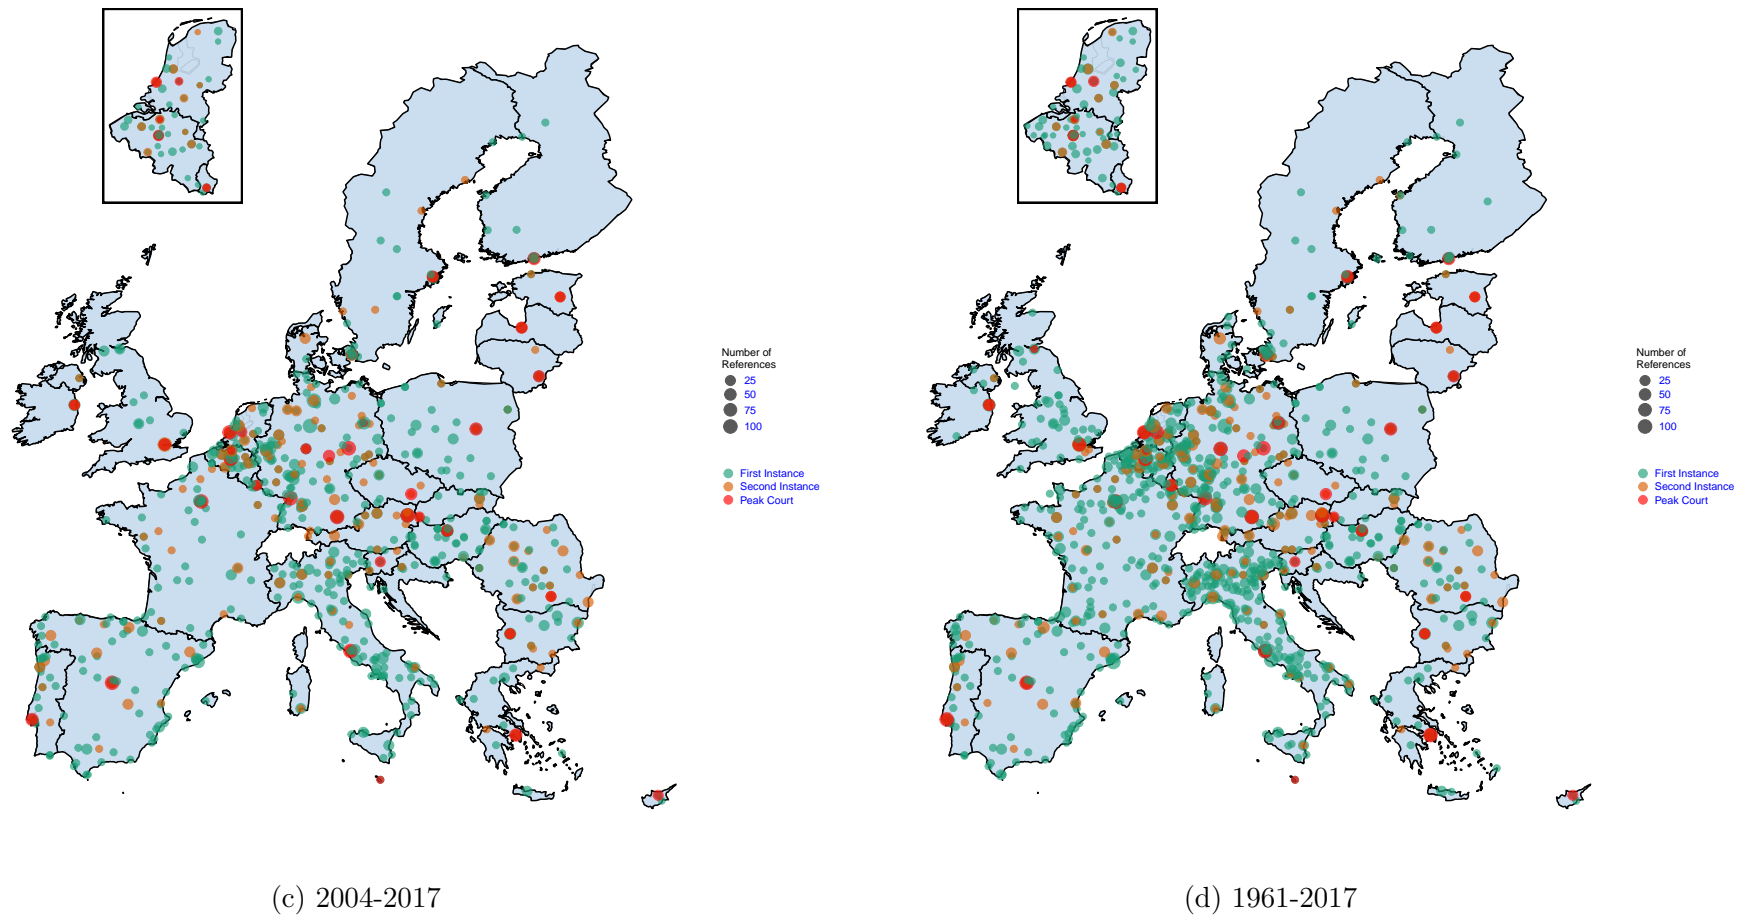 Number of
References
25
50
75
100
First Instance
Second Instance
Peak Court
(c) 2004-2017
Number of
References
25
50
75
100
First Instance
Second Instance
Peak Court
(d) 1961-2017